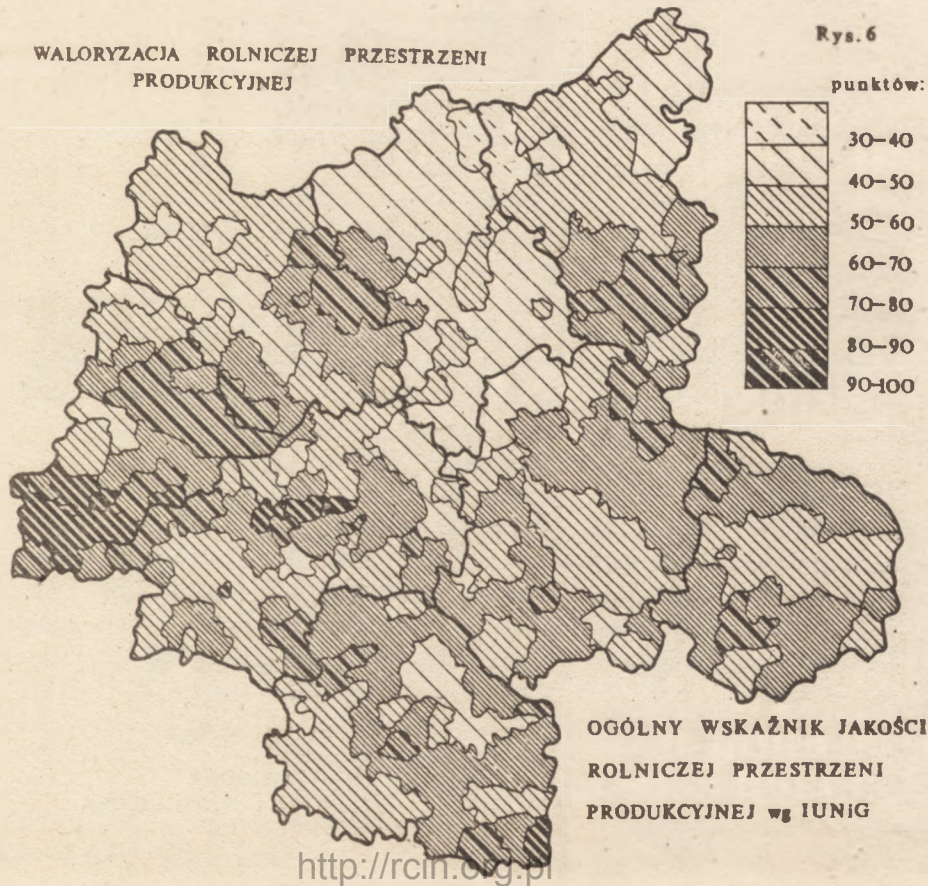 Rys. 6
WALORYZACJA ROLNICZEJ PRZESTRZENI
PRODUKCYJNEJ
punktów:
30-40
40-50
50-60
60-70
70-80
80-90
90-100
OGÓLNY WSKAŹNIK JAKOŚCI
ROLNICZEJ PRZESTRZENI
PRODUKCYJNEJ wg IUNiG
http://rcin.org.pl